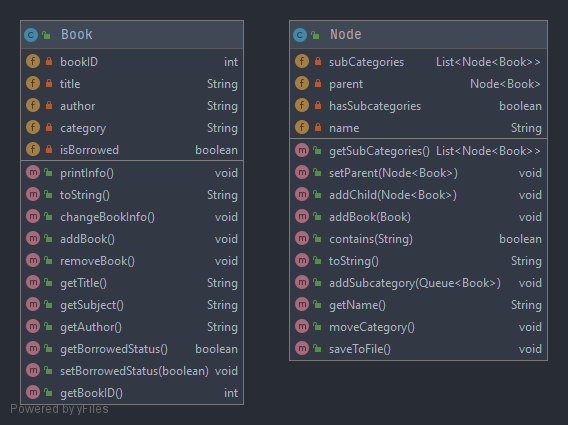 Book
bookID int
title String
author String
category String
isBorrowed boolean
printInfo() void
toString() String
changeBookInfo() void
addBook() void
removeBook() void
getTitle() String
getSubject() String
getAuthor() String
getBorrowedStatus() boolean
setBorrowedStatus(boolean) void
getBookID() int
Node
subCategories List<Node<Book>>
parent Node<Book>
hasSubcategories boolean
name String
getSubCategories() List<Node<Book>>
setParent(Node<Book>) void
addChild(Node<Book>) void
addBook(Book) void
contains(String) boolean
toString() String
addSubcategory(Queue<Book>) void
getName() String
moveCategory() void
saveToFile() void
Powered by yFiles